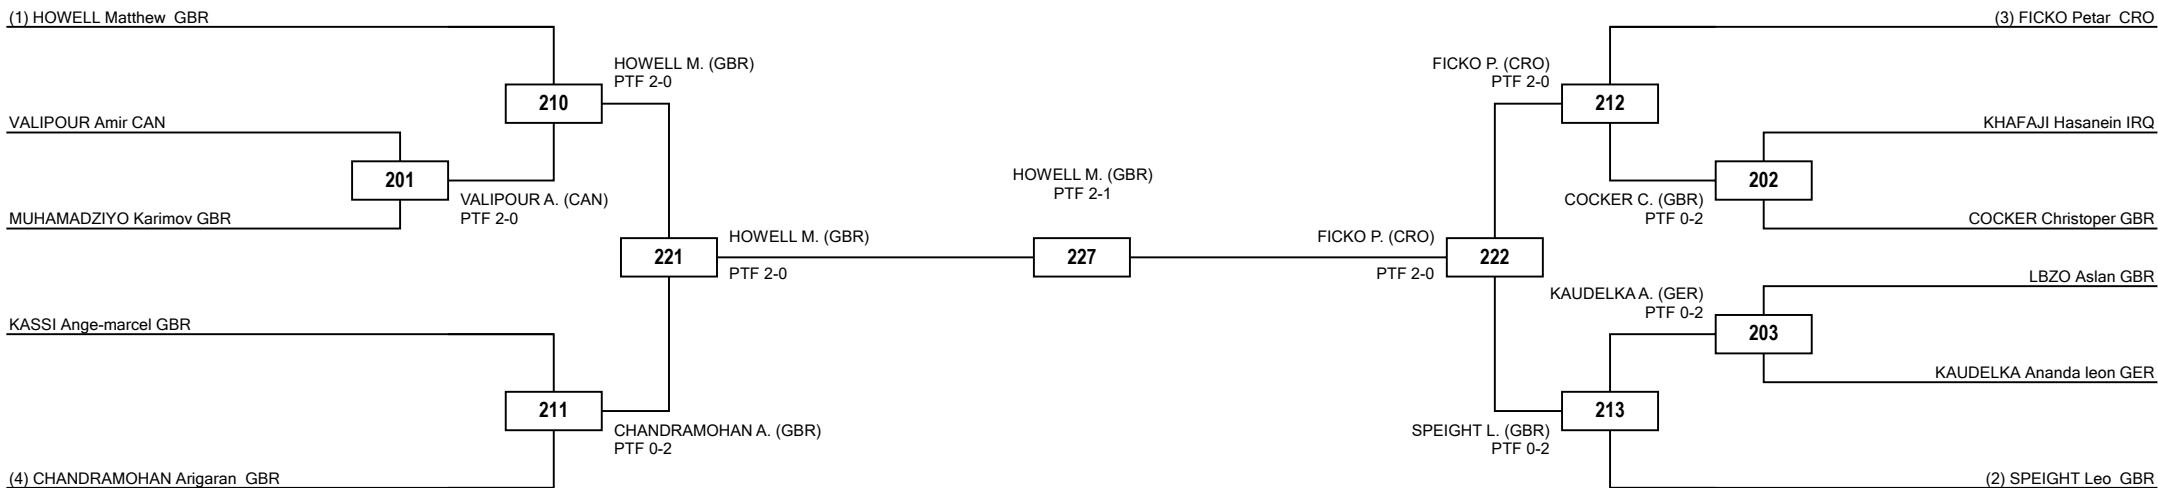 (1) HOWELL Matthew  GBR
(3) FICKO Petar  CRO
HOWELL M. (GBR)
PTF 2-0
FICKO P. (CRO)
PTF 2-0
210
212
VALIPOUR Amir CAN
KHAFAJI Hasanein IRQ
HOWELL M. (GBR)
PTF 2-1
201
202
VALIPOUR A. (CAN)
PTF 2-0
COCKER C. (GBR)
PTF 0-2
MUHAMADZIYO Karimov GBR
COCKER Christoper GBR
HOWELL M. (GBR)
FICKO P. (CRO)
221
227
222
PTF 2-0
PTF 2-0
LBZO Aslan GBR
KAUDELKA A. (GER)
PTF 0-2
KASSI Ange-marcel GBR
203
KAUDELKA Ananda leon GER
211
213
CHANDRAMOHAN A. (GBR)
PTF 0-2
SPEIGHT L. (GBR)
PTF 0-2
(4) CHANDRAMOHAN Arigaran  GBR
(2) SPEIGHT Leo  GBR